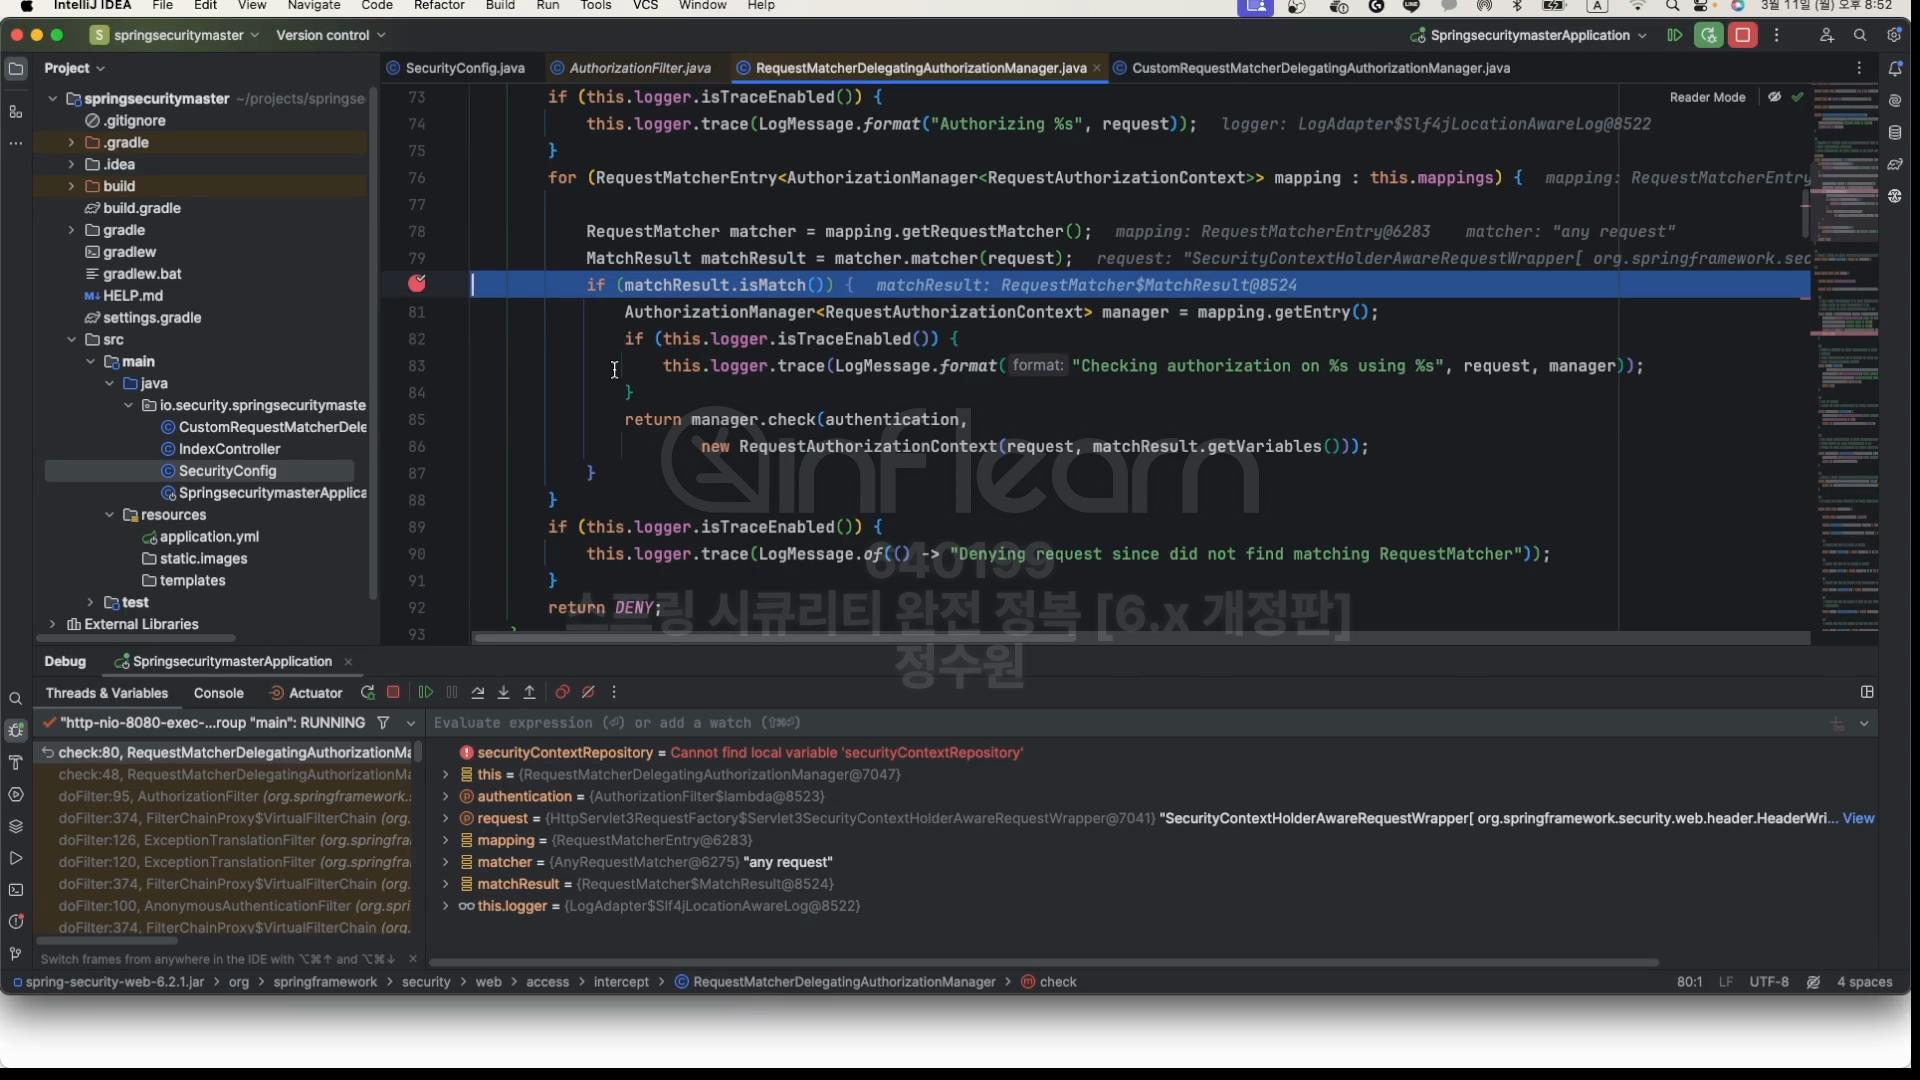 IntelliJ IDEA File Edit View Navigate Code Refactor Build Run Tools VCS Window Help A 3월 11일 (월) 오후 8:52
S springsecuritymaster Version control SpringsecuritymasterApplication
Project SecurityConfig.java AuthorizationFilter.java RequestMatcherDelegatingAuthorizationManager.java CustomRequestMatcherDelegatingAuthorizationManager.java
Reader Mode
springsecuritymaster ~/projects/springse
.gitignore
.gradle
.idea
build
build.gradle
gradle
gradlew
gradlew.bat
HELP.md
settings.gradle
src
main
java
io.security.springsecuritymaste
CustomRequestMatcherDele
IndexController
SecurityConfig
SpringsecuritymasterApplica
resources
application.yml
static.images
templates
test
External Libraries
73 if (this.logger.isTraceEnabled()) {
74 this.logger.trace(LogMessage.format("Authorizing %s", request)); logger: LogAdapter$Slf4jLocationAwareLog@8522
75 }
76 for (RequestMatcherEntry<AuthorizationManager<RequestAuthorizationContext>> mapping : this.mappings) { mapping: RequestMatcherEntry
77
78 RequestMatcher matcher = mapping.getRequestMatcher(); mapping: RequestMatcherEntry@6283 matcher: "any request"
79 MatchResult matchResult = matcher.matcher(request); request: "SecurityContextHolderAwareRequestWrapper[ org.springframework.sec
if (matchResult.isMatch()) { matchResult: RequestMatcher$MatchResult@8524
81 AuthorizationManager<RequestAuthorizationContext> manager = mapping.getEntry();
82 if (this.logger.isTraceEnabled()) {
83 this.logger.trace(LogMessage.format( format: "Checking authorization on %s using %s", request, manager));
84 }
85 return manager.check(authentication,
86 new RequestAuthorizationContext(request, matchResult.getVariables()));
87 }
88 }
89 if (this.logger.isTraceEnabled()) {
90 this.logger.trace(LogMessage.of(() -> "Denying request since did not find matching RequestMatcher"));
91 }
92 return DENY;
93 }
inflearn
640199
스프링 시큐리티 완전 정복 [6.x 개정판]
정수원
Debug SpringsecuritymasterApplication
Threads & Variables Console Actuator
"http-nio-8080-exec-...roup "main": RUNNING
Evaluate expression (⏎) or add a watch (⇧⌘⏎)
check:80, RequestMatcherDelegatingAuthorizationMa
check:48, RequestMatcherDelegatingAuthorizationMa
doFilter:95, AuthorizationFilter (org.springframework.
doFilter:374, FilterChainProxy$VirtualFilterChain (org.
doFilter:126, ExceptionTranslationFilter (org.springfra
doFilter:120, ExceptionTranslationFilter (org.springfra
doFilter:374, FilterChainProxy$VirtualFilterChain (org.
doFilter:100, AnonymousAuthenticationFilter (org.spri
doFilter:374, FilterChainProxy$VirtualFilterChain (org.
Switch frames from anywhere in the IDE with ⌥⌘↑ and ⌥⌘↓
securityContextRepository = Cannot find local variable 'securityContextRepository'
this = {RequestMatcherDelegatingAuthorizationManager@7047}
authentication = {AuthorizationFilter$lambda@8523}
request = {HttpServlet3RequestFactory$Servlet3SecurityContextHolderAwareRequestWrapper@7041} "SecurityContextHolderAwareRequestWrapper[ org.springframework.security.web.header.HeaderWri... View
mapping = {RequestMatcherEntry@6283}
matcher = {AnyRequestMatcher@6275} "any request"
matchResult = {RequestMatcher$MatchResult@8524}
this.logger = {LogAdapter$Slf4jLocationAwareLog@8522}
spring-security-web-6.2.1.jar > org > springframework > security > web > access > intercept > RequestMatcherDelegatingAuthorizationManager > check 80:1 LF UTF-8 4 spaces